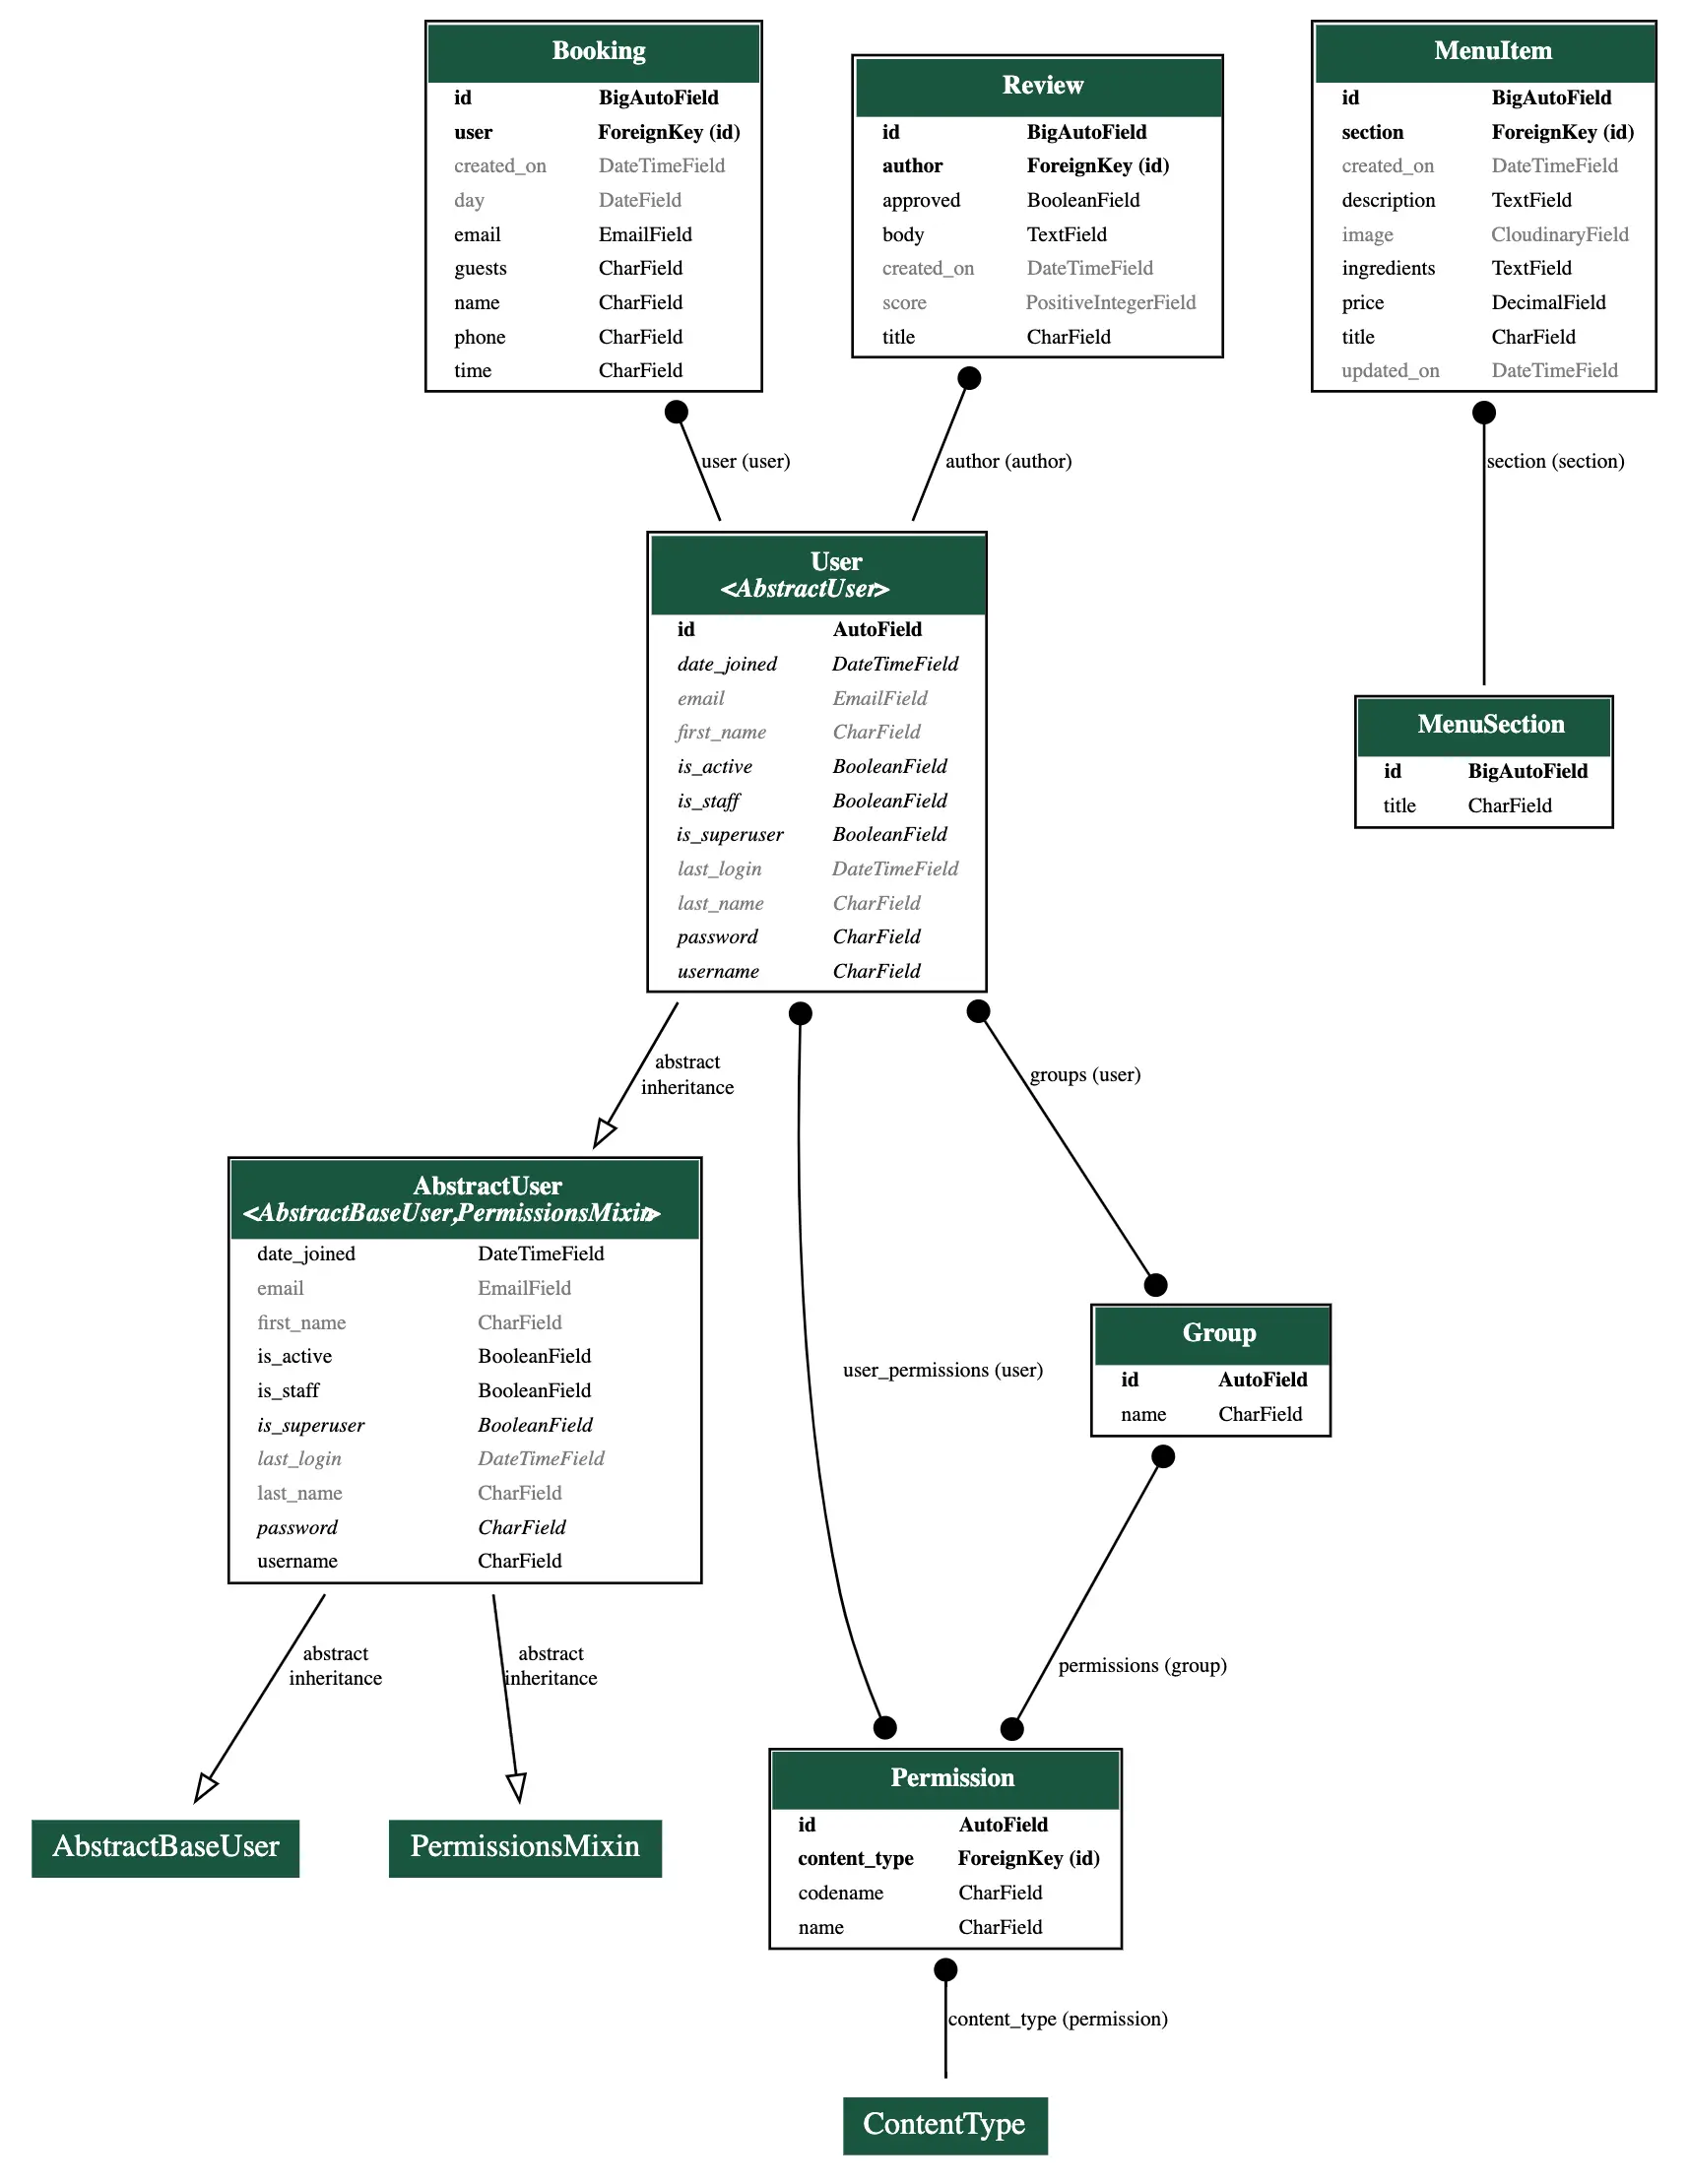 Booking
id BigAutoField
user ForeignKey (id)
created_on DateTimeField
day DateField
email EmailField
guests CharField
name CharField
phone CharField
time CharField
Review
id BigAutoField
author ForeignKey (id)
approved BooleanField
body TextField
created_on DateTimeField
score PositiveIntegerField
title CharField
MenuItem
id BigAutoField
section ForeignKey (id)
created_on DateTimeField
description TextField
image CloudinaryField
ingredients TextField
price DecimalField
title CharField
updated_on DateTimeField
user (user)
author (author)
section (section)
User
<AbstractUser>
id AutoField
date_joined DateTimeField
email EmailField
first_name CharField
is_active BooleanField
is_staff BooleanField
is_superuser BooleanField
last_login DateTimeField
last_name CharField
password CharField
username CharField
MenuSection
id BigAutoField
title CharField
abstract
inheritance
groups (user)
AbstractUser
<AbstractBaseUser,PermissionsMixin>
date_joined DateTimeField
email EmailField
first_name CharField
is_active BooleanField
is_staff BooleanField
is_superuser BooleanField
last_login DateTimeField
last_name CharField
password CharField
username CharField
user_permissions (user)
Group
id AutoField
name CharField
abstract
inheritance
abstract
inheritance
permissions (group)
AbstractBaseUser
PermissionsMixin
Permission
id AutoField
content_type ForeignKey (id)
codename CharField
name CharField
content_type (permission)
ContentType